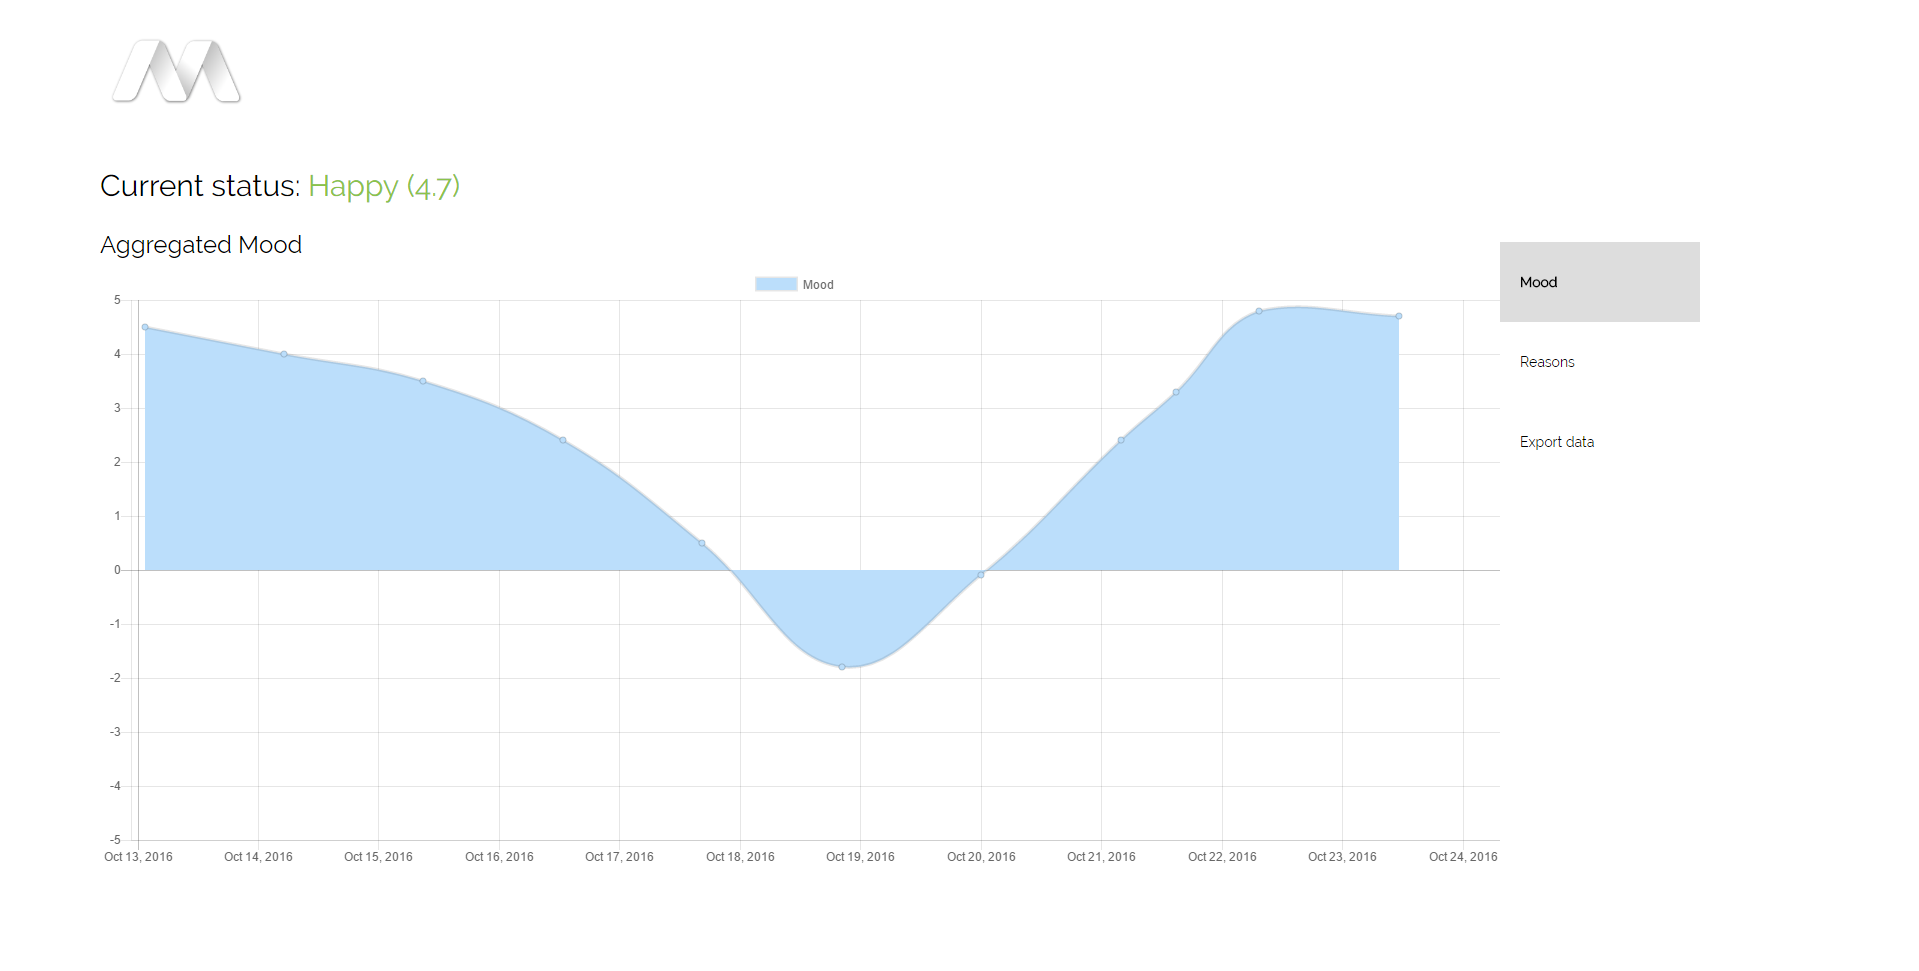 Current status: Happy (4.7)
Aggregated Mood
Mood
5
4
3
2
1
0
-1
-2
-3
-4
-5
Oct 13, 2016 Oct 14, 2016 Oct 15, 2016 Oct 16, 2016 Oct 17, 2016 Oct 18, 2016 Oct 19, 2016 Oct 20, 2016 Oct 21, 2016 Oct 22, 2016 Oct 23, 2016 Oct 24, 2016
Mood
Reasons
Export data